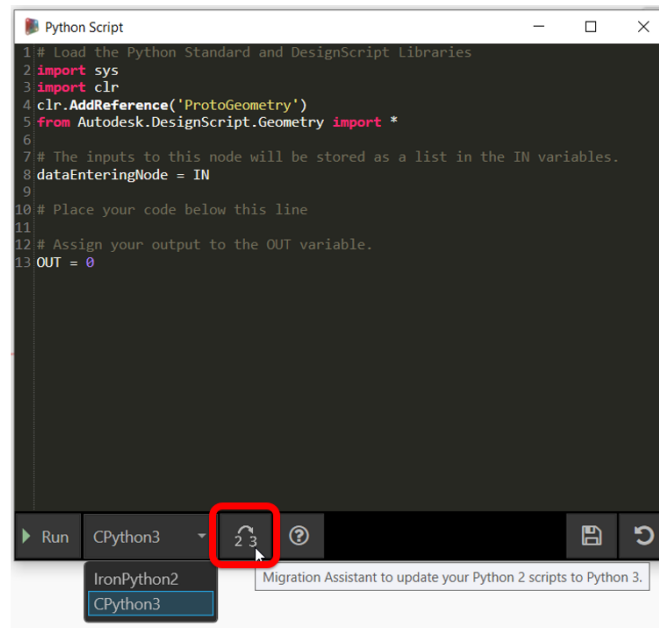 Python Script
1 # Load the Python Standard and DesignScript Libraries
2 import sys
3 import clr
4 clr.AddReference('ProtoGeometry')
5 from Autodesk.DesignScript.Geometry import *
6
7 # The inputs to this node will be stored as a list in the IN variables.
8 dataEnteringNode = IN
9
10 # Place your code below this line
11
12 # Assign your output to the OUT variable.
13 OUT = 0
Run CPython3 2 3 ?
IronPython2
CPython3
Migration Assistant to update your Python 2 scripts to Python 3.